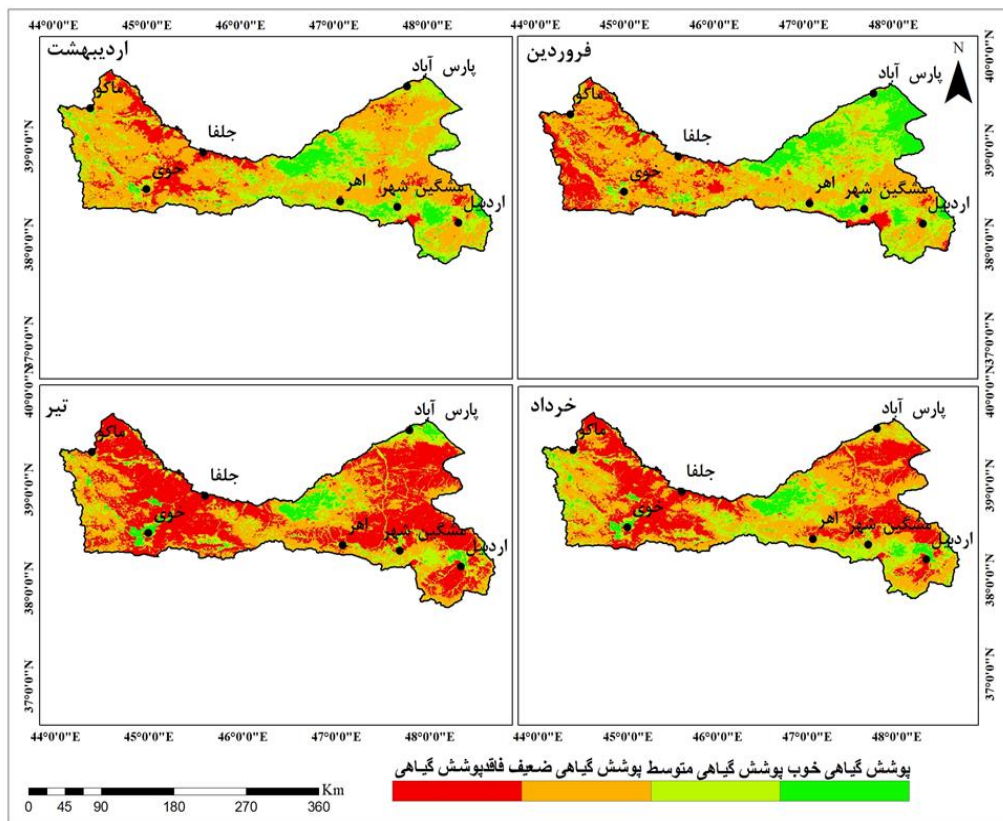 44°0'0"E 45°0'0"E 46°0'0"E 47°0'0"E 48°0'0"E 44°0'0"E 45°0'0"E 46°0'0"E 47°0'0"E 48°0'0"E
فروردین
N
پارس آباد
ماکو
جلفا
خوی
اهر
مشگین شهر
اردبیل
اردیبهشت
پارس آباد
ماکو
جلفا
خوی
اهر
مشگین شهر
اردبیل
39°0'0"N
38°0'0"N
37°0'0"N
40°0'0"N
39°0'0"N
38°0'0"N
37°0'0"N
خرداد
پارس آباد
ماکو
جلفا
خوی
اهر
مشگین شهر
اردبیل
تیر
پارس آباد
ماکو
جلفا
خوی
اهر
مشگین شهر
اردبیل
40°0'0"N
39°0'0"N
38°0'0"N
37°0'0"N
40°0'0"N
39°0'0"N
38°0'0"N
37°0'0"N
44°0'0"E 45°0'0"E 46°0'0"E 47°0'0"E 48°0'0"E 44°0'0"E 45°0'0"E 46°0'0"E 47°0'0"E 48°0'0"E
پوشش گیاهی خوب پوشش گیاهی متوسط پوشش گیاهی ضعیف فاقدپوشش گیاهی
Km
0 45 90 180 270 360